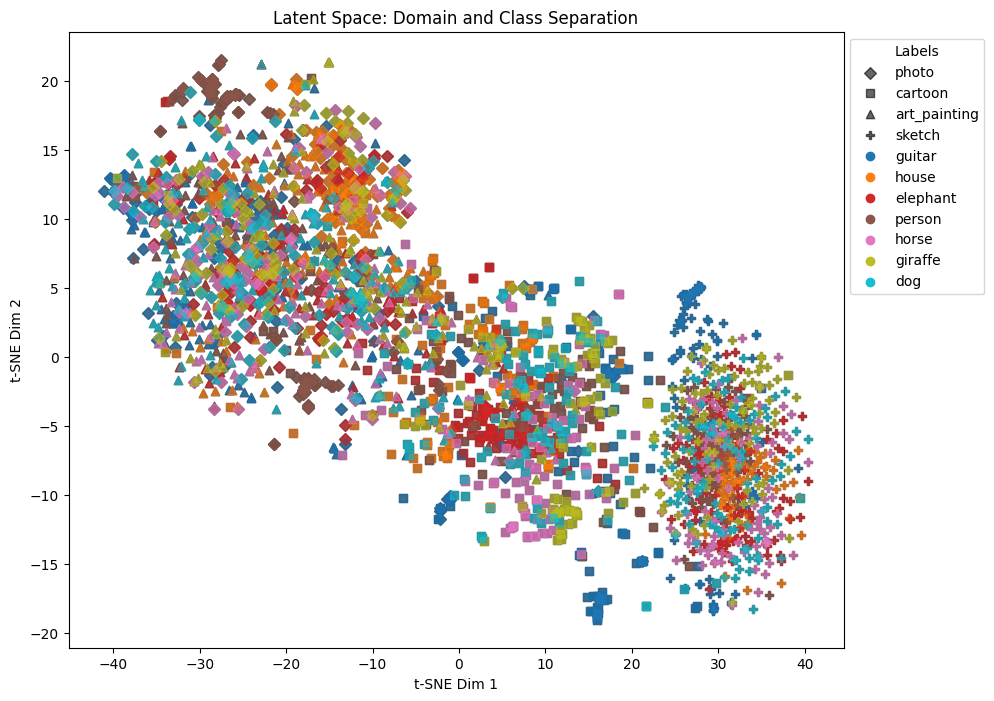 Latent Space: Domain and Class Separation
20
15
10
5
0
−5
−10
−15
−20
t-SNE Dim 2
−40
−30
−20
−10
0
10
20
30
40
t-SNE Dim 1
Labels
photo
cartoon
art_painting
sketch
guitar
house
elephant
person
horse
giraffe
dog